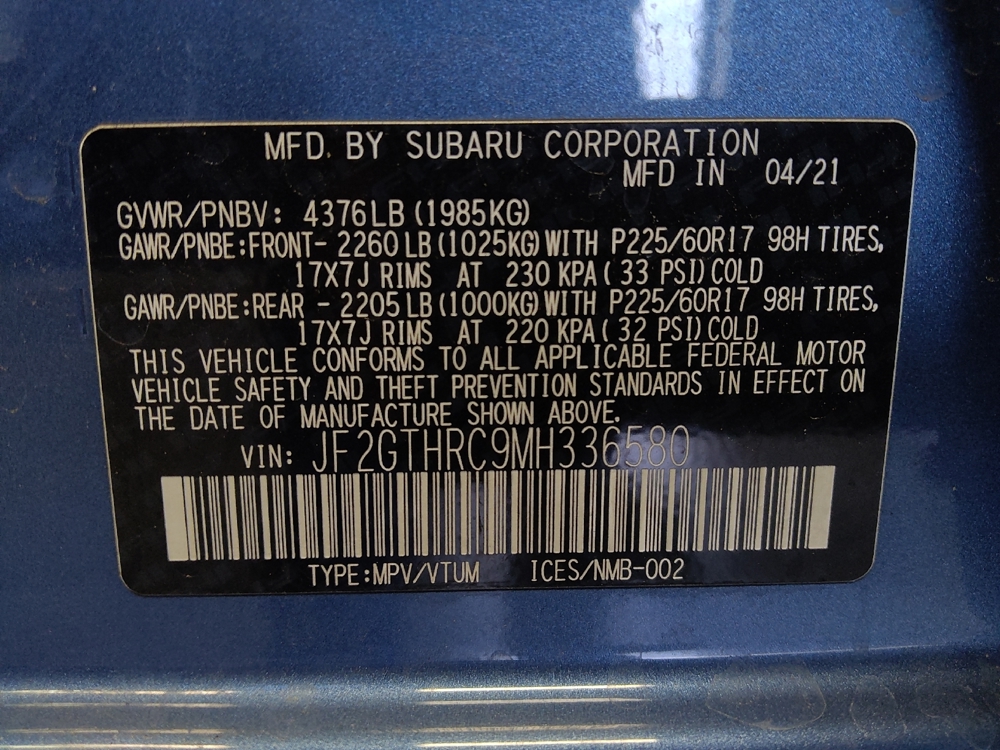 MFD. BY SUBARU CORPORATION
MFD IN 04/21
GVWR/PNBV: 4376LB (1985KG)
GAWR/PNBE:FRONT- 2260LB (1025KG) WITH P225/60R17 98H TIRES,
17X7J RIMS AT 230 KPA (33 PSI) COLD
GAWR/PNBE:REAR - 2205LB (1000KG) WITH P225/60R17 98H TIRES,
17X7J RIMS AT 220 KPA (32 PSI) COLD
THIS VEHICLE CONFORMS TO ALL APPLICABLE FEDERAL MOTOR
VEHICLE SAFETY AND THEFT PREVENTION STANDARDS IN EFFECT ON
THE DATE OF MANUFACTURE SHOWN ABOVE.
VIN: JF2GTHRC9MH336580
TYPE:MPV/VTUM ICES/NMB-002